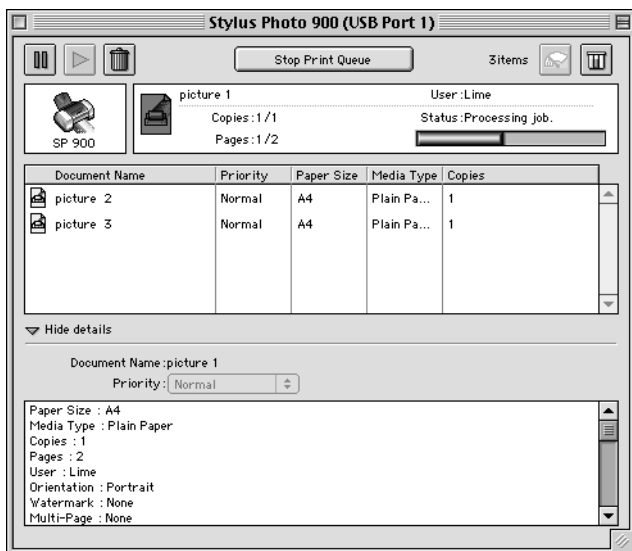 Stylus Photo 900 (USB Port 1)
Stop Print Queue
3items
SP 900
picture 1
User :Lime
Copies :1/1
Status :Processing job.
Pages :1/2
Document Name Priority Paper Size Media Type Copies
picture 2 Normal A4 Plain Pa... 1
picture 3 Normal A4 Plain Pa... 1
Hide details
Document Name :picture 1
Priority : Normal
Paper Size : A4
Media Type : Plain Paper
Copies : 1
Pages : 2
User : Lime
Orientation : Portrait
Watermark : None
Multi-Page : None